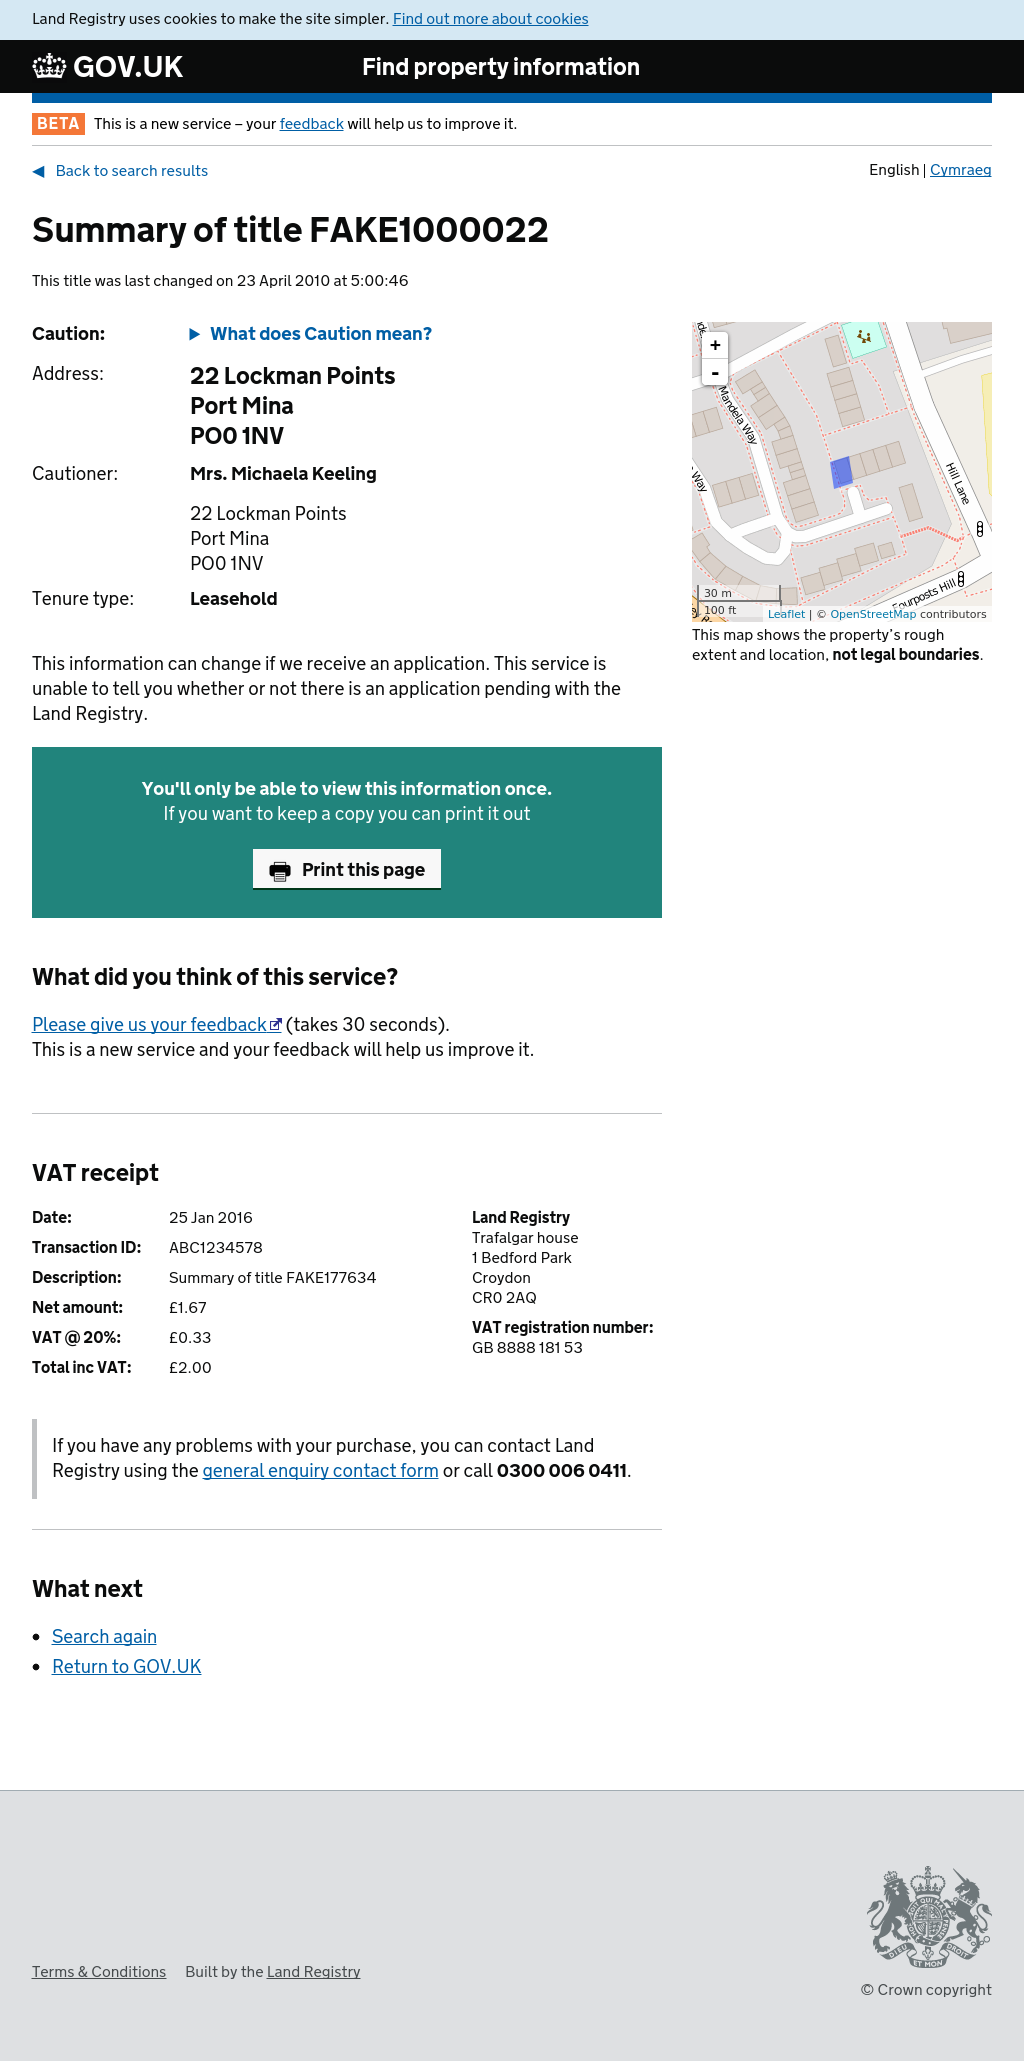 Land Registry uses cookies to make the site simpler. Find out more about cookies
GOV.UK
Find property information
BETA This is a new service – your feedback will help us to improve it.
◀ Back to search results
English | Cymraeg
Summary of title FAKE1000022
This title was last changed on 23 April 2010 at 5:00:46
Caution:
▶ What does Caution mean?
Address:
22 Lockman Points
Port Mina
PO0 1NV
Cautioner:
Mrs. Michaela Keeling
22 Lockman Points
Port Mina
PO0 1NV
Tenure type:
Leasehold
+
-
Mandela Way
Way
Hill Lane
Fourposts Hill
30 m
100 ft
Leaflet | © OpenStreetMap contributors
This map shows the property's rough
extent and location, not legal boundaries.
This information can change if we receive an application. This service is
unable to tell you whether or not there is an application pending with the
Land Registry.
You'll only be able to view this information once.
If you want to keep a copy you can print it out
Print this page
What did you think of this service?
Please give us your feedback (takes 30 seconds).
This is a new service and your feedback will help us improve it.
VAT receipt
Date: 25 Jan 2016
Transaction ID: ABC1234578
Description: Summary of title FAKE177634
Net amount: £1.67
VAT @ 20%: £0.33
Total inc VAT: £2.00
Land Registry
Trafalgar house
1 Bedford Park
Croydon
CR0 2AQ
VAT registration number:
GB 8888 181 53
If you have any problems with your purchase, you can contact Land
Registry using the general enquiry contact form or call 0300 006 0411.
What next
• Search again
• Return to GOV.UK
DIEU ET MON DROIT
Terms & Conditions Built by the Land Registry
© Crown copyright